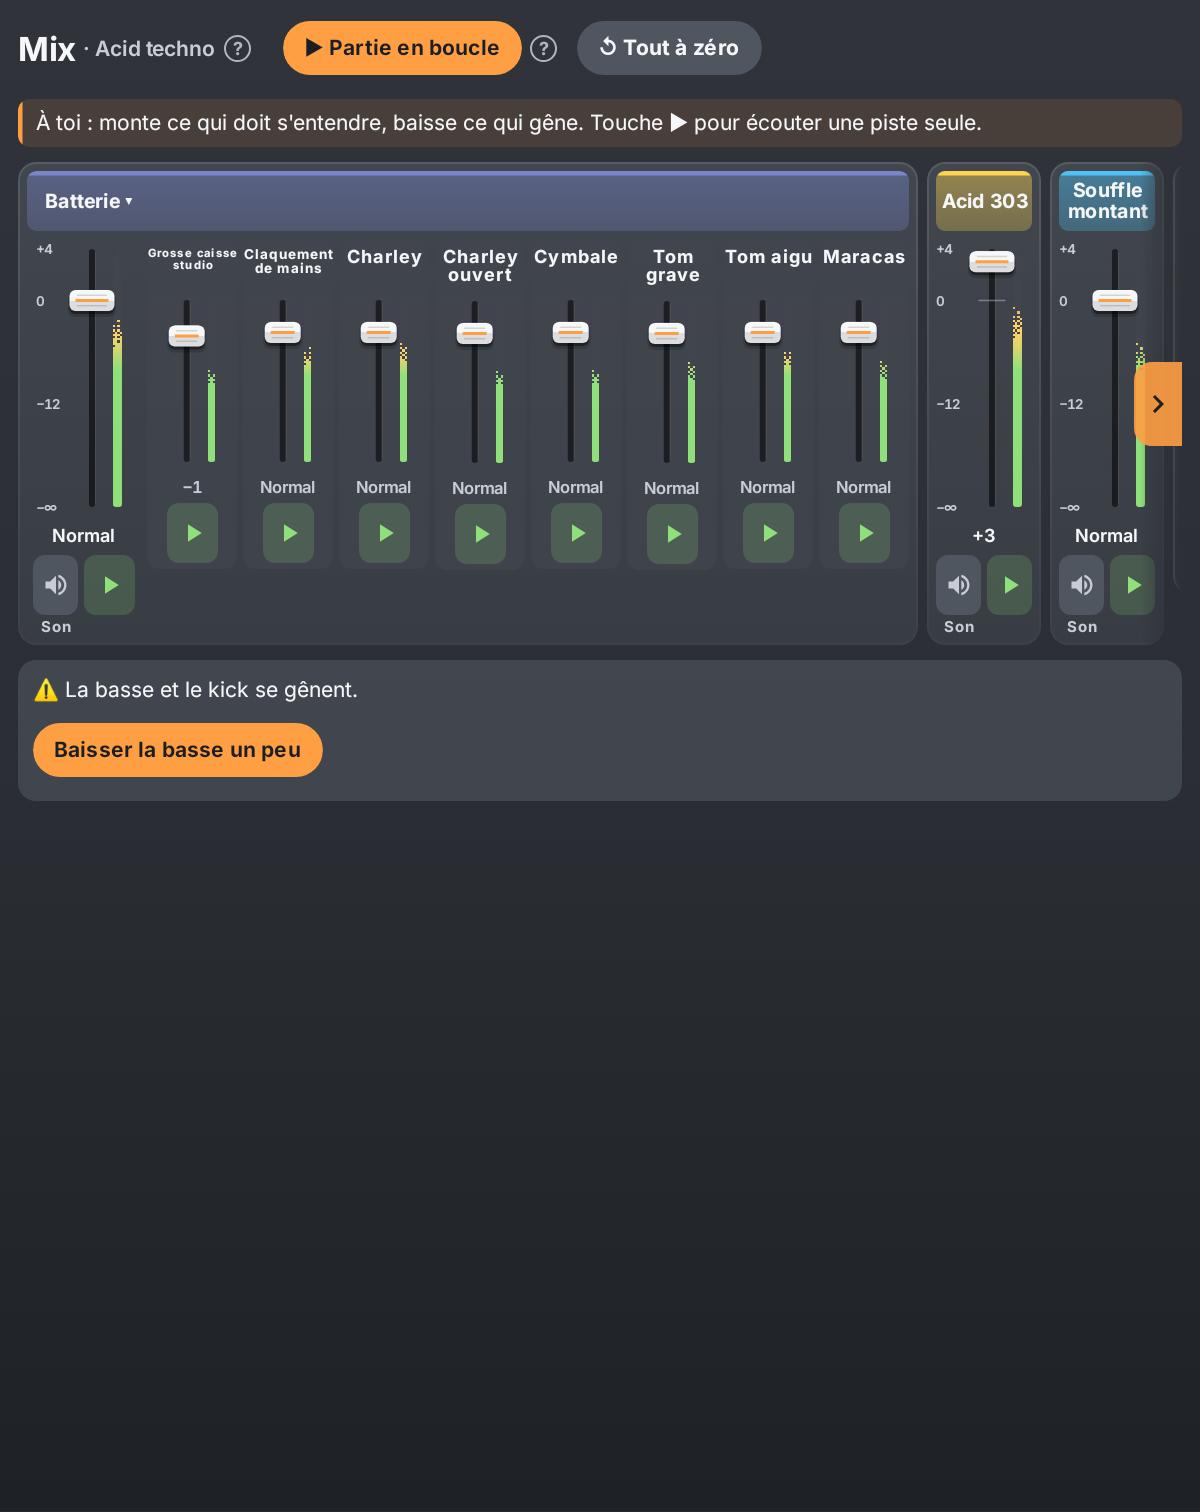 Mix · Acid techno ?
▶ Partie en boucle ?
↺ Tout à zéro
À toi : monte ce qui doit s'entendre, baisse ce qui gêne. Touche ▶ pour écouter une piste seule.
Batterie ▾
+4
0
−12
−∞
Normal
Son
Grosse caisse
studio
−1
Claquement
de mains
Normal
Charley
Normal
Charley
ouvert
Normal
Cymbale
Normal
Tom
grave
Normal
Tom aigu
Normal
Maracas
Normal
Acid 303
+4
0
−12
−∞
+3
Son
Souffle
montant
+4
0
−12
−∞
Normal
Son
⚠️ La basse et le kick se gênent.
Baisser la basse un peu